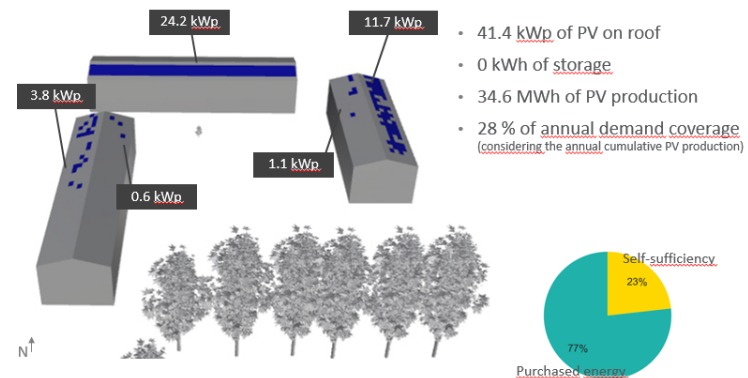 24.2 kWp
11.7 kWp
3.8 kWp
1.1 kWp
0.6 kWp
N
• 41.4 kWp of PV on roof
• 0 kWh of storage
• 34.6 MWh of PV production
• 28 % of annual demand coverage
(considering the annual cumulative PV production)
Self-sufficiency
23%
77%
Purchased energy